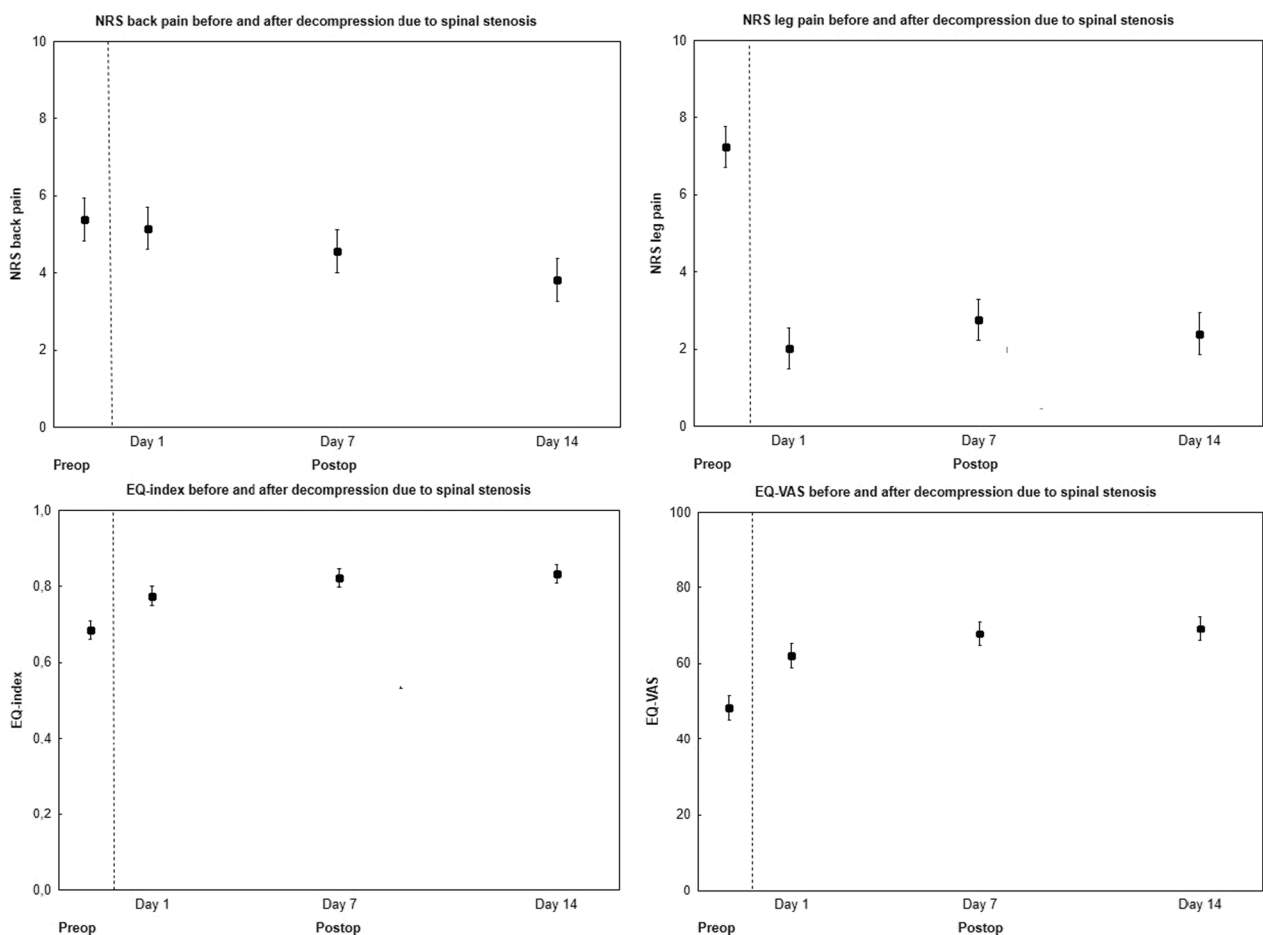 NRS back pain before and after decompression due to spinal stenosis
10
8
6
4
2
0
NRS back pain
Day 1 Day 7 Day 14
Preop Postop
NRS leg pain before and after decompression due to spinal stenosis
10
8
6
4
2
0
NRS leg pain
Day 1 Day 7 Day 14
Preop Postop
EQ-index before and after decompression due to spinal stenosis
1,0
0,8
0,6
0,4
0,2
0,0
EQ-index
Day 1 Day 7 Day 14
Preop Postop
EQ-VAS before and after decompression due to spinal stenosis
100
80
60
40
20
0
EQ-VAS
Day 1 Day 7 Day 14
Preop Postop